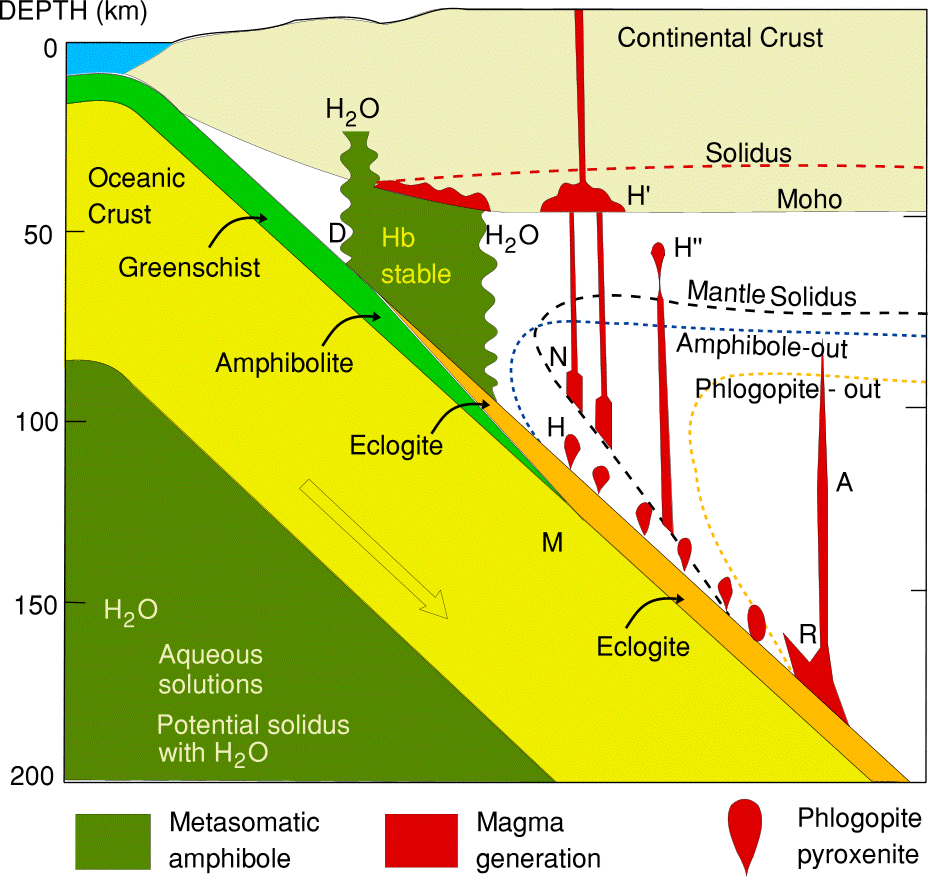 DEPTH (km)
0
50
100
150
200
Continental Crust
H2O
Solidus
Moho
H'
Oceanic
Crust
Greenschist
D
Hb
stable
H2O
H"
Mantle Solidus
Amphibole-out
Phlogopite - out
Amphibolite
N
Eclogite
H
A
M
Eclogite
R
H2O
Aqueous
solutions
Potential solidus
with H2O
Metasomatic
amphibole
Magma
generation
Phlogopite
pyroxenite